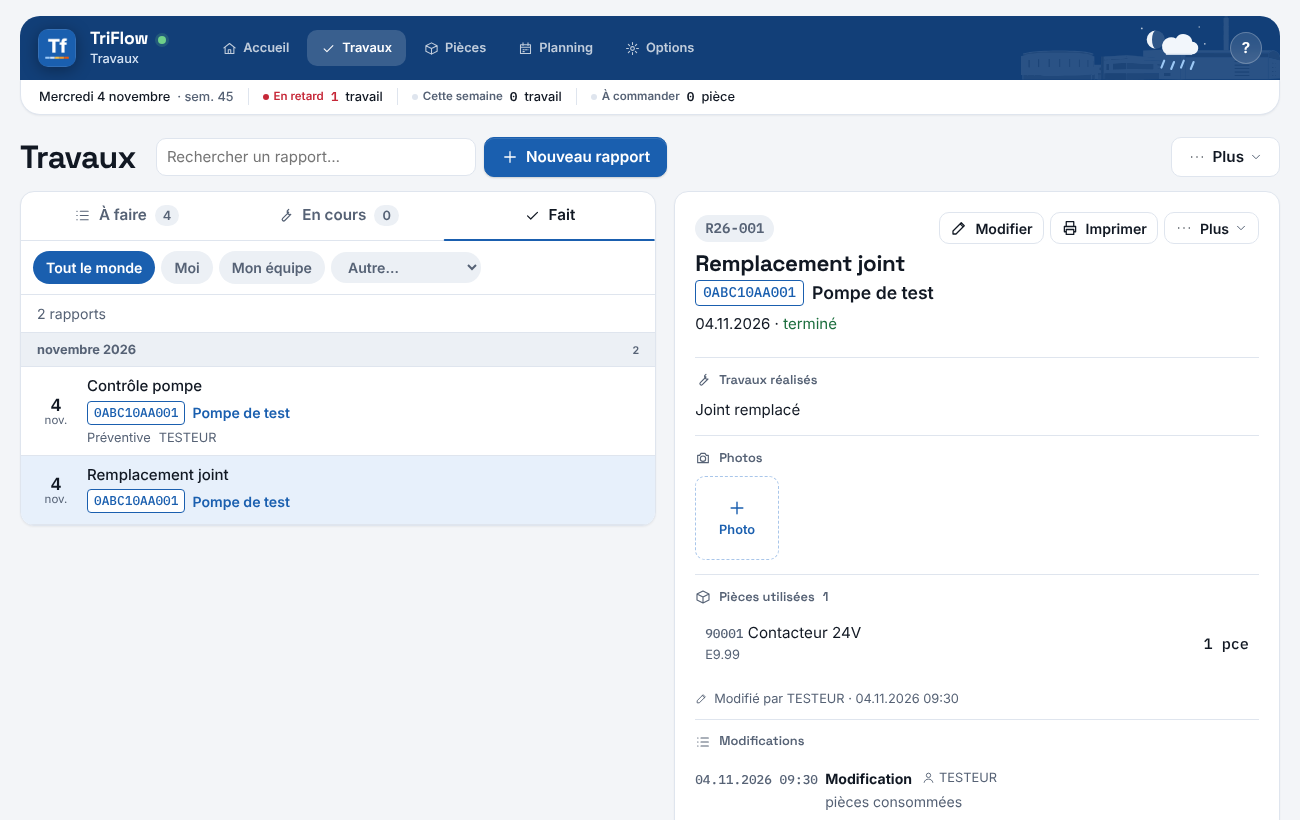 Tf
TriFlow
Travaux
Accueil
Travaux
Pièces
Planning
Options
?
Mercredi 4 novembre · sem. 45
En retard 1 travail
Cette semaine 0 travail
À commander 0 pièce
Travaux
Rechercher un rapport...
Nouveau rapport
··· Plus
À faire 4
En cours 0
Fait
Tout le monde
Moi
Mon équipe
Autre...
2 rapports
novembre 2026 2
4 nov.
Contrôle pompe
0ABC10AA001 Pompe de test
Préventive TESTEUR
4 nov.
Remplacement joint
0ABC10AA001 Pompe de test
R26-001
Modifier
Imprimer
··· Plus
Remplacement joint
0ABC10AA001 Pompe de test
04.11.2026 · terminé
Travaux réalisés
Joint remplacé
Photos
+
Photo
Pièces utilisées 1
90001 Contacteur 24V
E9.99
1 pce
Modifié par TESTEUR · 04.11.2026 09:30
Modifications
04.11.2026 09:30 Modification TESTEUR
pièces consommées